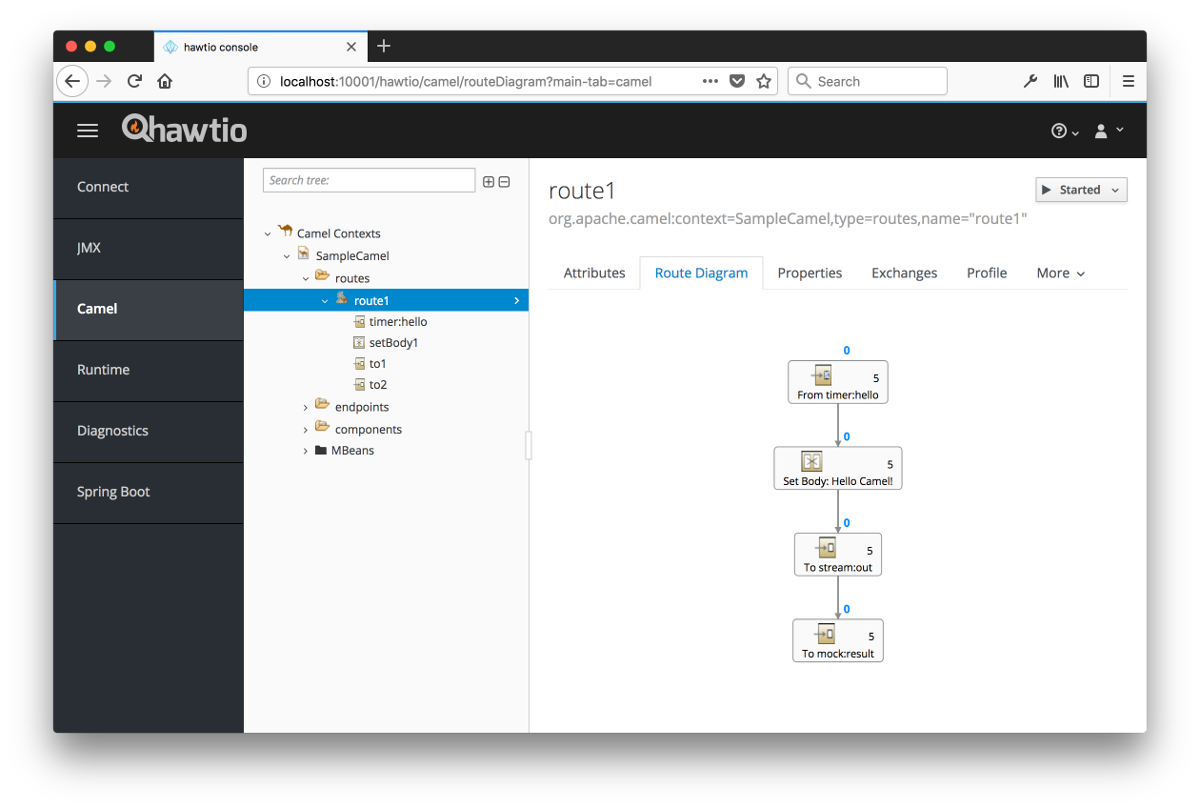 hawtio console
localhost:10001/hawtio/camel/routeDiagram?main-tab=camel
Search
hawtio
Connect
JMX
Camel
Runtime
Diagnostics
Spring Boot
Search tree:
Camel Contexts
SampleCamel
routes
route1
timer:hello
setBody1
to1
to2
endpoints
components
MBeans
route1
Started
org.apache.camel:context=SampleCamel,type=routes,name="route1"
Attributes Route Diagram Properties Exchanges Profile More
0
5
From timer:hello
0
5
Set Body: Hello Camel!
0
5
To stream:out
0
5
To mock:result